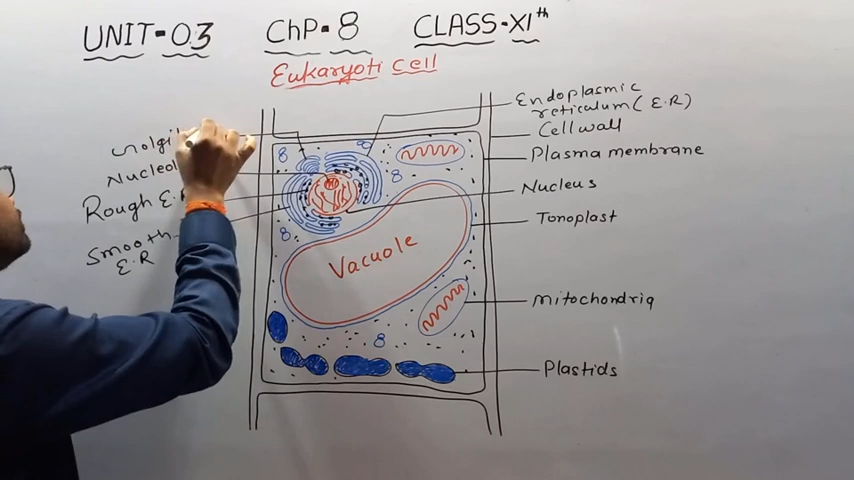 UNIT-03 ChP-8 CLASS-XIth
Eukaryoti cell
Endoplasmic
reticulum (E.R)
Cell wall
Plasma membrane
Nucleus
Tonoplast
Mitochondria
Plastids
Rough
Smooth
E.R
Vacuole